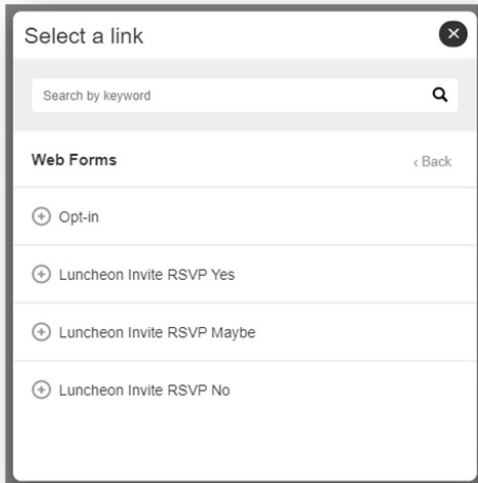 Select a link
Search by keyword
Web Forms
‹ Back
Opt-in
Luncheon Invite RSVP Yes
Luncheon Invite RSVP Maybe
Luncheon Invite RSVP No